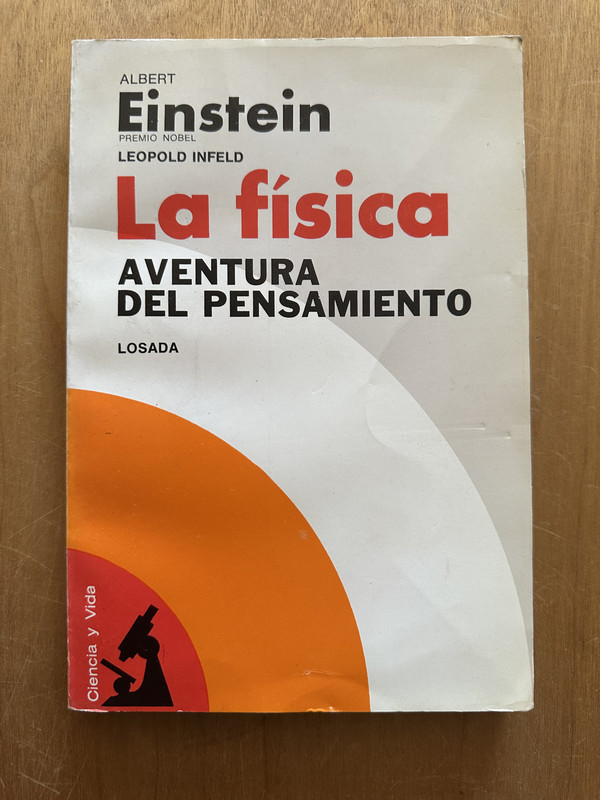 ALBERT
Einstein
PREMIO NOBEL
LEOPOLD INFELD
La física
AVENTURA
DEL PENSAMIENTO
LOSADA
Ciencia y Vida